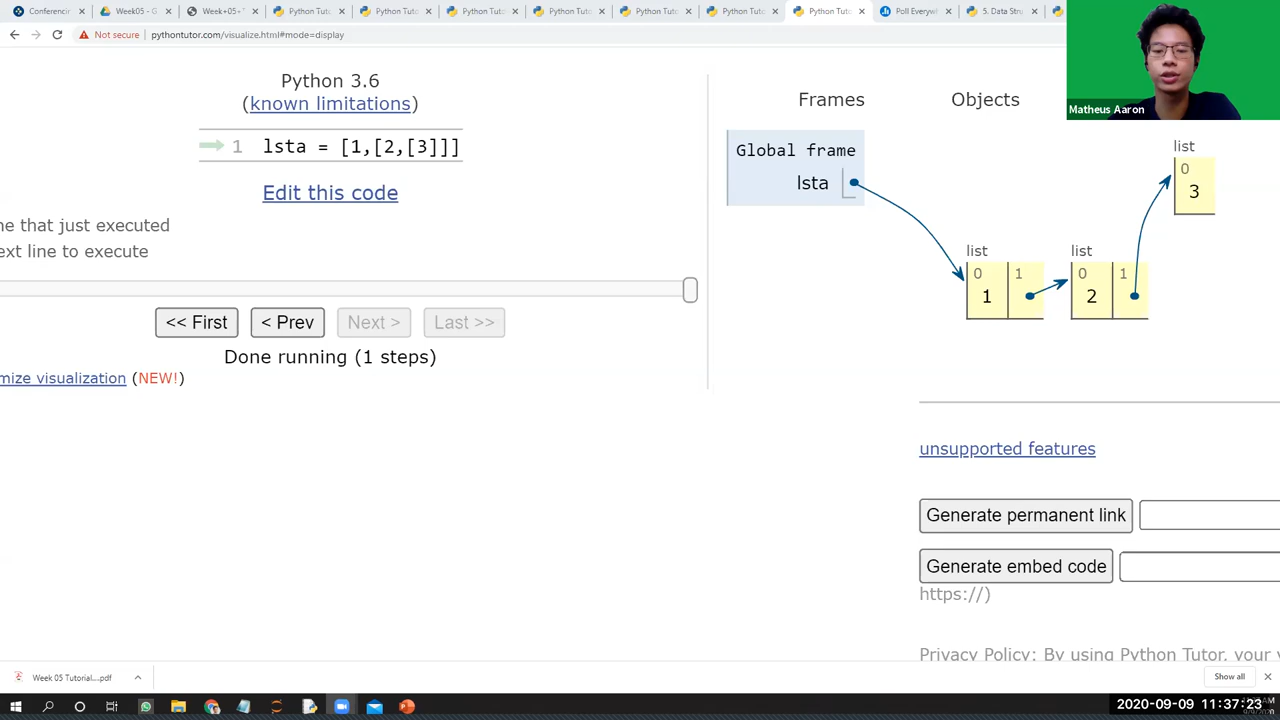 Conferencin
Week05 - G
Week+05+T
Python Tutor
Python Tutor
Python Tuto
Python Tuto
Python Tuto
Python Tuto
Python Tuto
Poll Everywh
5. Data Stru
Not secure | pythontutor.com/visualize.html#mode=display
Matheus Aaron
Python 3.6
(known limitations)
1 lsta = [1,[2,[3]]]
Edit this code
ne that just executed
ext line to execute
<< First < Prev Next > Last >>
Done running (1 steps)
mize visualization (NEW!)
Frames Objects
Global frame
lsta
list
0
3
list list
0 1 0 1
1 2
unsupported features
Generate permanent link
Generate embed code
https://)
Privacy Policy: By using Python Tutor, your
Week 05 Tutorial....pdf
Show all
2020-09-09 11:37:23